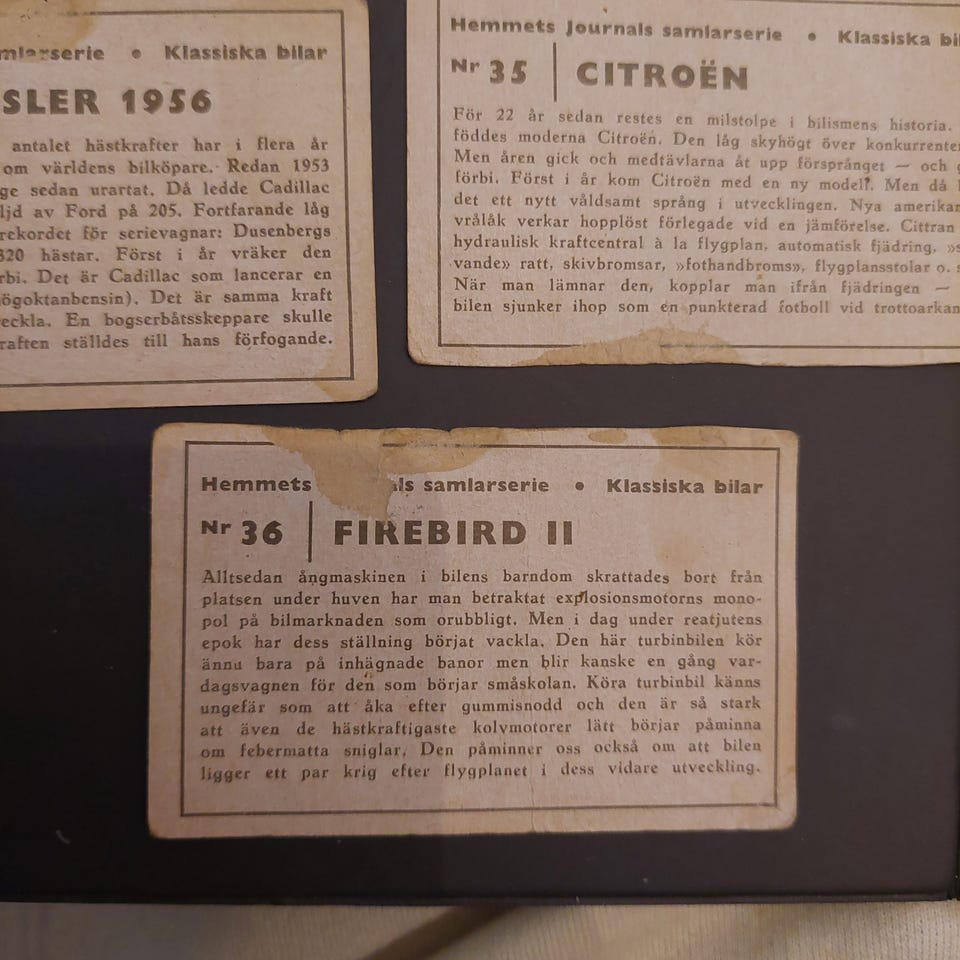 samlarserie • Klassiska bilar
SLER 1956
antalet hästkrafter har i flera år
om världens bilköpare. Redan 1953
ge sedan urartat. Då ledde Cadillac
ljd av Ford på 205. Fortfarande låg
rekordet för serievagnar: Dusenbergs
320 hästar. Först i år vräker den
rbi. Det är Cadillac som lancerar en
högoktanbensin). Det är samma kraft
eckla. En bogserbåtsskeppare skulle
raften ställdes till hans förfogande.
Hemmets Journals samlarserie • Klassiska bil
Nr 35 CITROËN
För 22 år sedan restes en milstolpe i bilismens historia.
föddes moderna Citroën. Den låg skyhögt över konkurrenter
Men åren gick och medtävlarna åt upp försprånget — och g
förbi. Först i år kom Citroën med en ny modell. Men då
det ett nytt våldsamt språng i utvecklingen. Nya amerikan
vrålåk verkar hopplöst förlegade vid en jämförelse. Cittran
hydraulisk kraftcentral à la flygplan, automatisk fjädring, »s
vande» ratt, skivbromsar, »fothandbroms», flygplansstolar o. s
När man lämnar den, kopplar man ifrån fjädringen —
bilen sjunker ihop som en punkterad fotboll vid trottoarkan
Hemmets als samlarserie • Klassiska bilar
Nr 36 FIREBIRD II
Alltsedan ångmaskinen i bilens barndom skrattades bort från
platsen under huven har man betraktat explosionsmotorns mono-
pol på bilmarknaden som orubbligt. Men i dag under reatjutens
epok har dess ställning börjat vackla. Den här turbinbilen kör
ännu bara på inhägnade banor men blir kanske en gång var-
dagsvagnen för den som börjar småskolan. Köra turbinbil känns
ungefär som att åka efter gummisnodd och den är så stark
att även de hästkraftigaste kolvmotorer lätt börjar påminna
om febermatta sniglar. Den påminner oss också om att bilen
ligger ett par krig efter flygplanet i dess vidare utveckling.